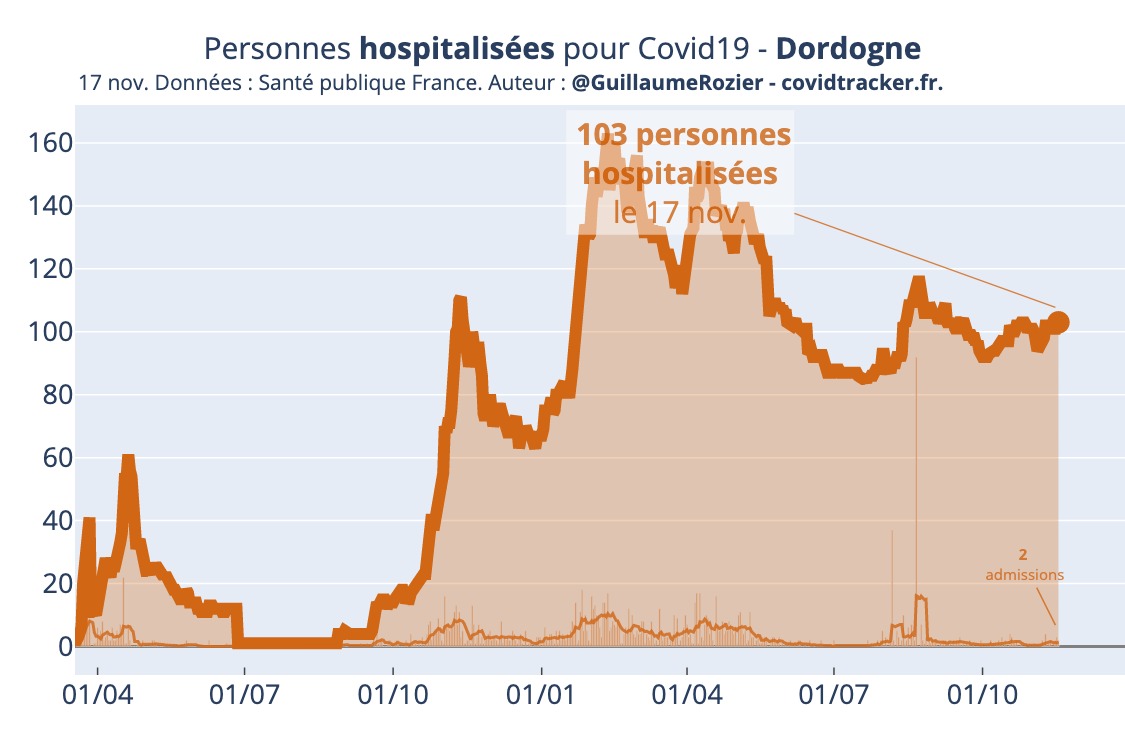 Personnes hospitalisées pour Covid19 - Dordogne
17 nov. Données : Santé publique France. Auteur : @GuillaumeRozier - covidtracker.fr.
103 personnes
hospitalisées
le 17 nov.
160
140
120
100
80
60
40
20
0
2
admissions
01/04
01/07
01/10
01/01
01/04
01/07
01/10